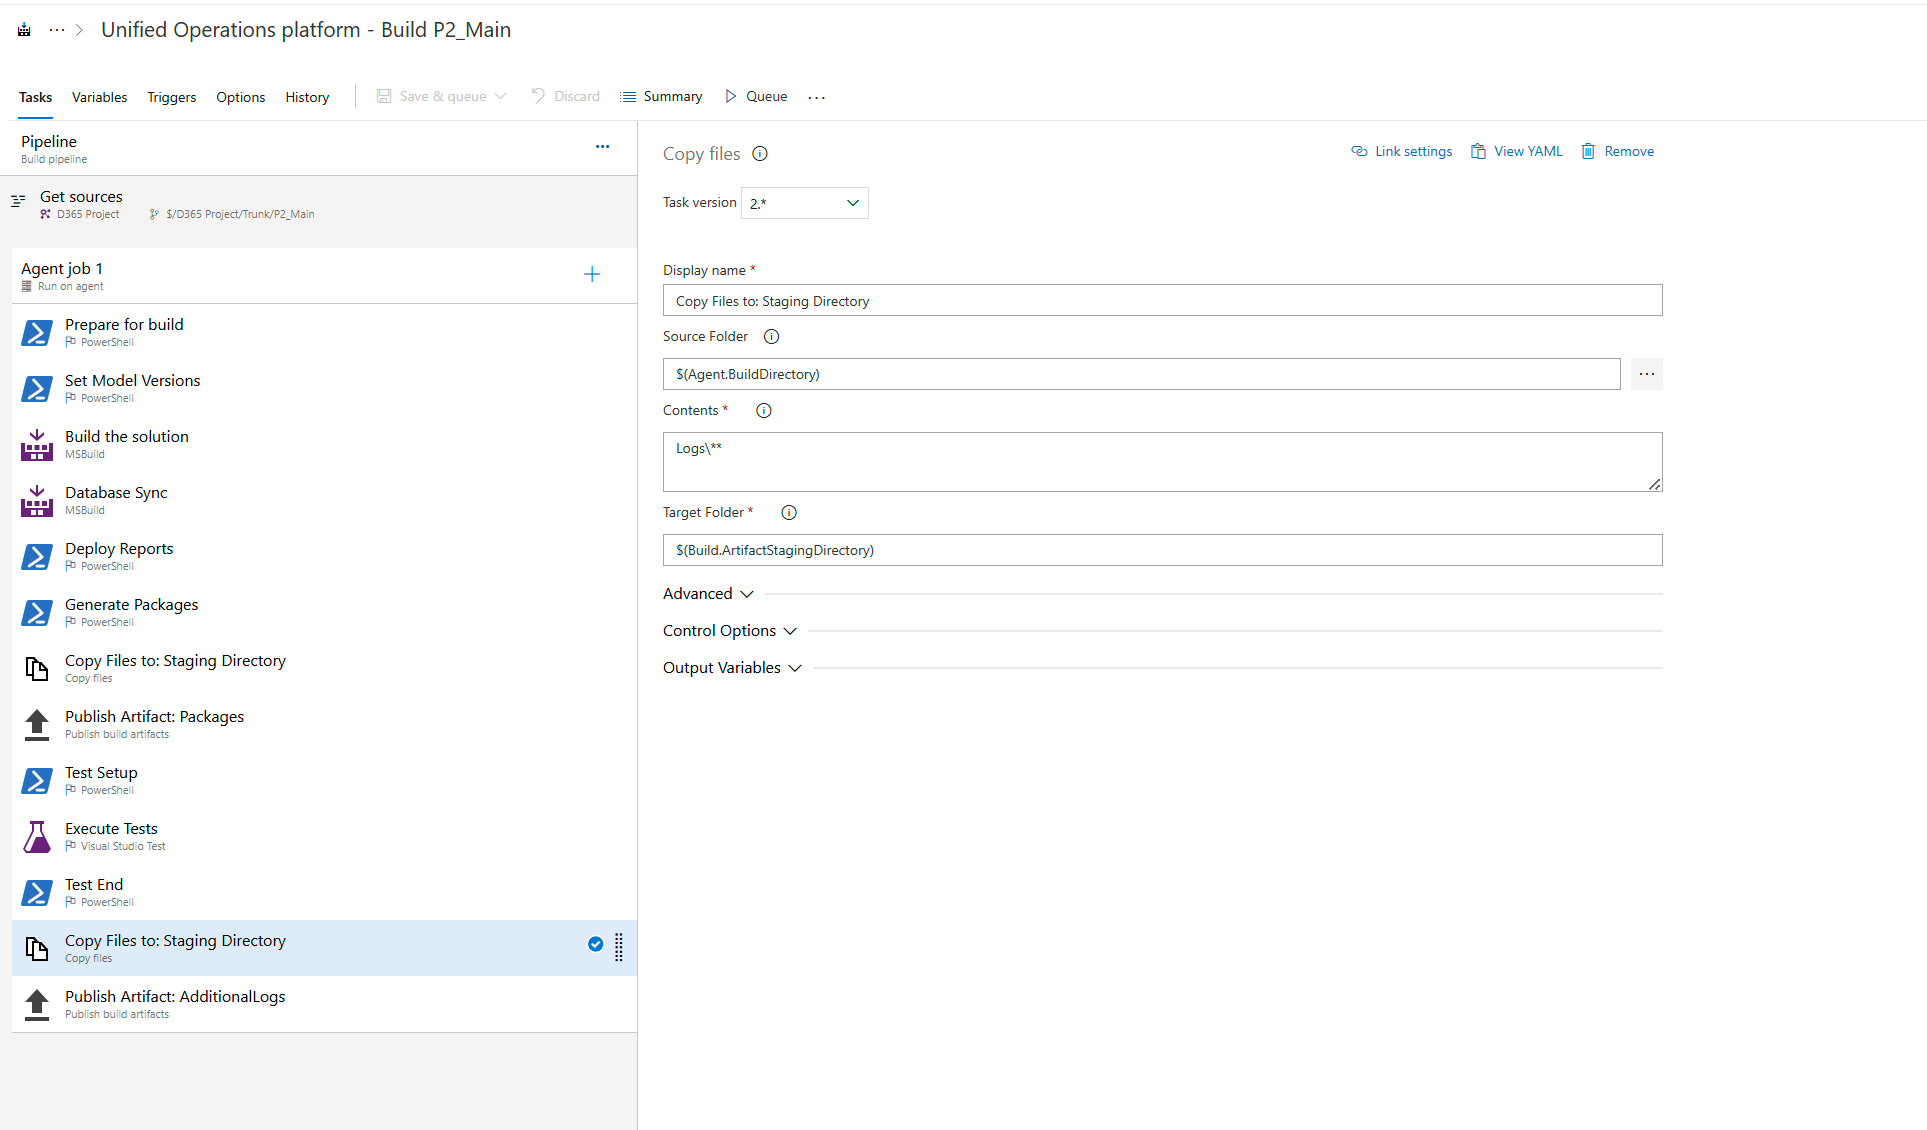 Unified Operations platform - Build P2_Main
Tasks Variables Triggers Options History Save & queue Discard Summary Queue
Pipeline
Build pipeline
Get sources
D365 Project $/D365 Project/Trunk/P2_Main
Agent job 1
Run on agent
Prepare for build
PowerShell
Set Model Versions
PowerShell
Build the solution
MSBuild
Database Sync
MSBuild
Deploy Reports
PowerShell
Generate Packages
PowerShell
Copy Files to: Staging Directory
Copy files
Publish Artifact: Packages
Publish build artifacts
Test Setup
PowerShell
Execute Tests
Visual Studio Test
Test End
PowerShell
Copy Files to: Staging Directory
Copy files
Publish Artifact: AdditionalLogs
Publish build artifacts
Copy files
Link settings View YAML Remove
Task version 2.*
Display name *
Copy Files to: Staging Directory
Source Folder
$(Agent.BuildDirectory)
Contents *
Logs\**
Target Folder *
$(Build.ArtifactStagingDirectory)
Advanced
Control Options
Output Variables